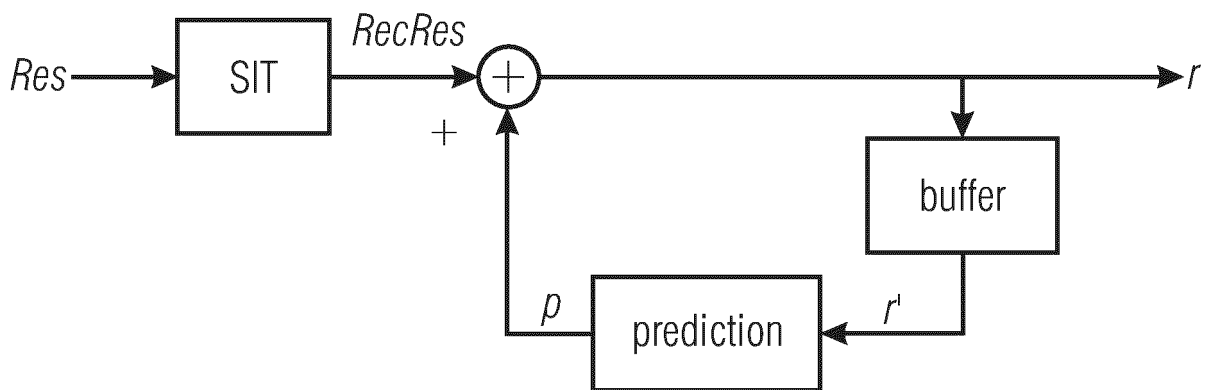 RecRes
Res
SIT
+
r
+
buffer
p
r'
prediction